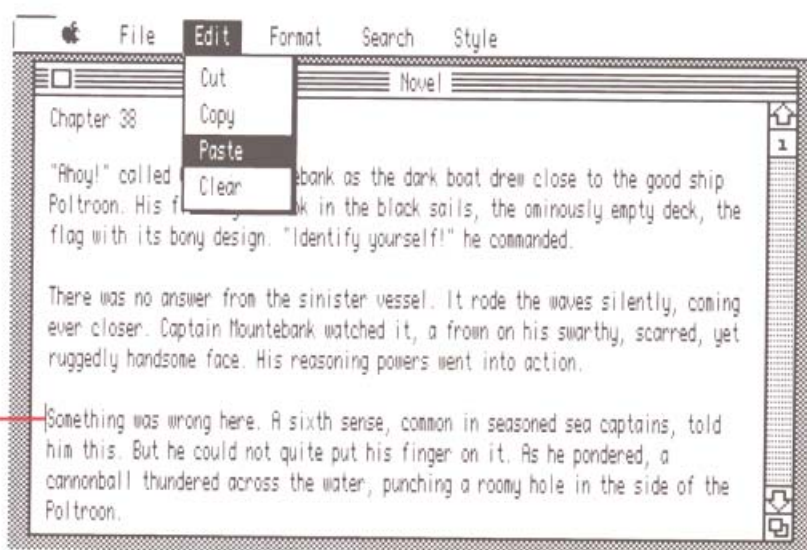 File Edit Format Search Style
Novel
Cut
Copy
Paste
Clear
Chapter 38
1
"Ahoy!" called as the dark boat drew close to the good ship
Poltroon. His in the black sails, the ominously empty deck, the
flag with its bony design. "Identify yourself!" he commanded.
There was no answer from the sinister vessel. It rode the waves silently, coming
ever closer. Captain Mountebank watched it, a frown on his swarthy, scarred, yet
ruggedly handsome face. His reasoning powers went into action.
Something was wrong here. A sixth sense, common in seasoned sea captains, told
him this. But he could not quite put his finger on it. As he pondered, a
cannonball thundered across the water, punching a roomy hole in the side of the
Poltroon.